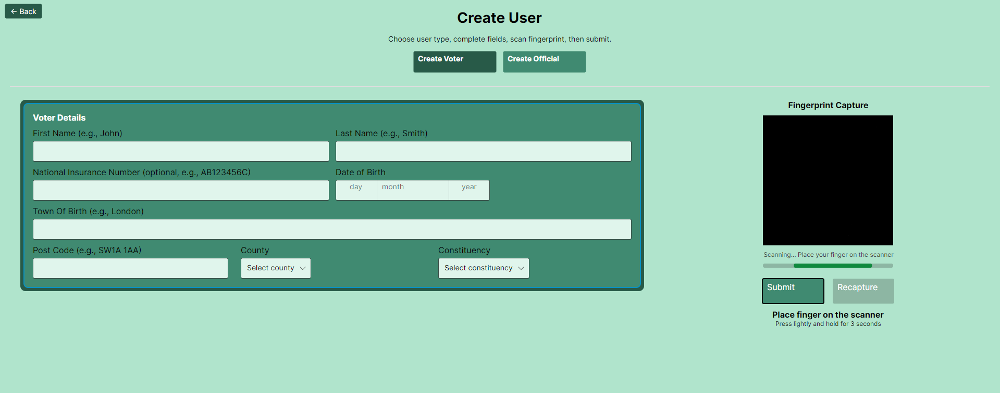 ← Back
Create User
Choose user type, complete fields, scan fingerprint, then submit.
Create Voter
Create Official
Voter Details
First Name (e.g., John)
Last Name (e.g., Smith)
National Insurance Number (optional, e.g., AB123456C)
Date of Birth
day
month
year
Town Of Birth (e.g., London)
Post Code (e.g., SW1A 1AA)
County
Constituency
Select county
Select constituency
Fingerprint Capture
Scanning... Place your finger on the scanner
Submit
Recapture
Place finger on the scanner
Press lightly and hold for 3 seconds